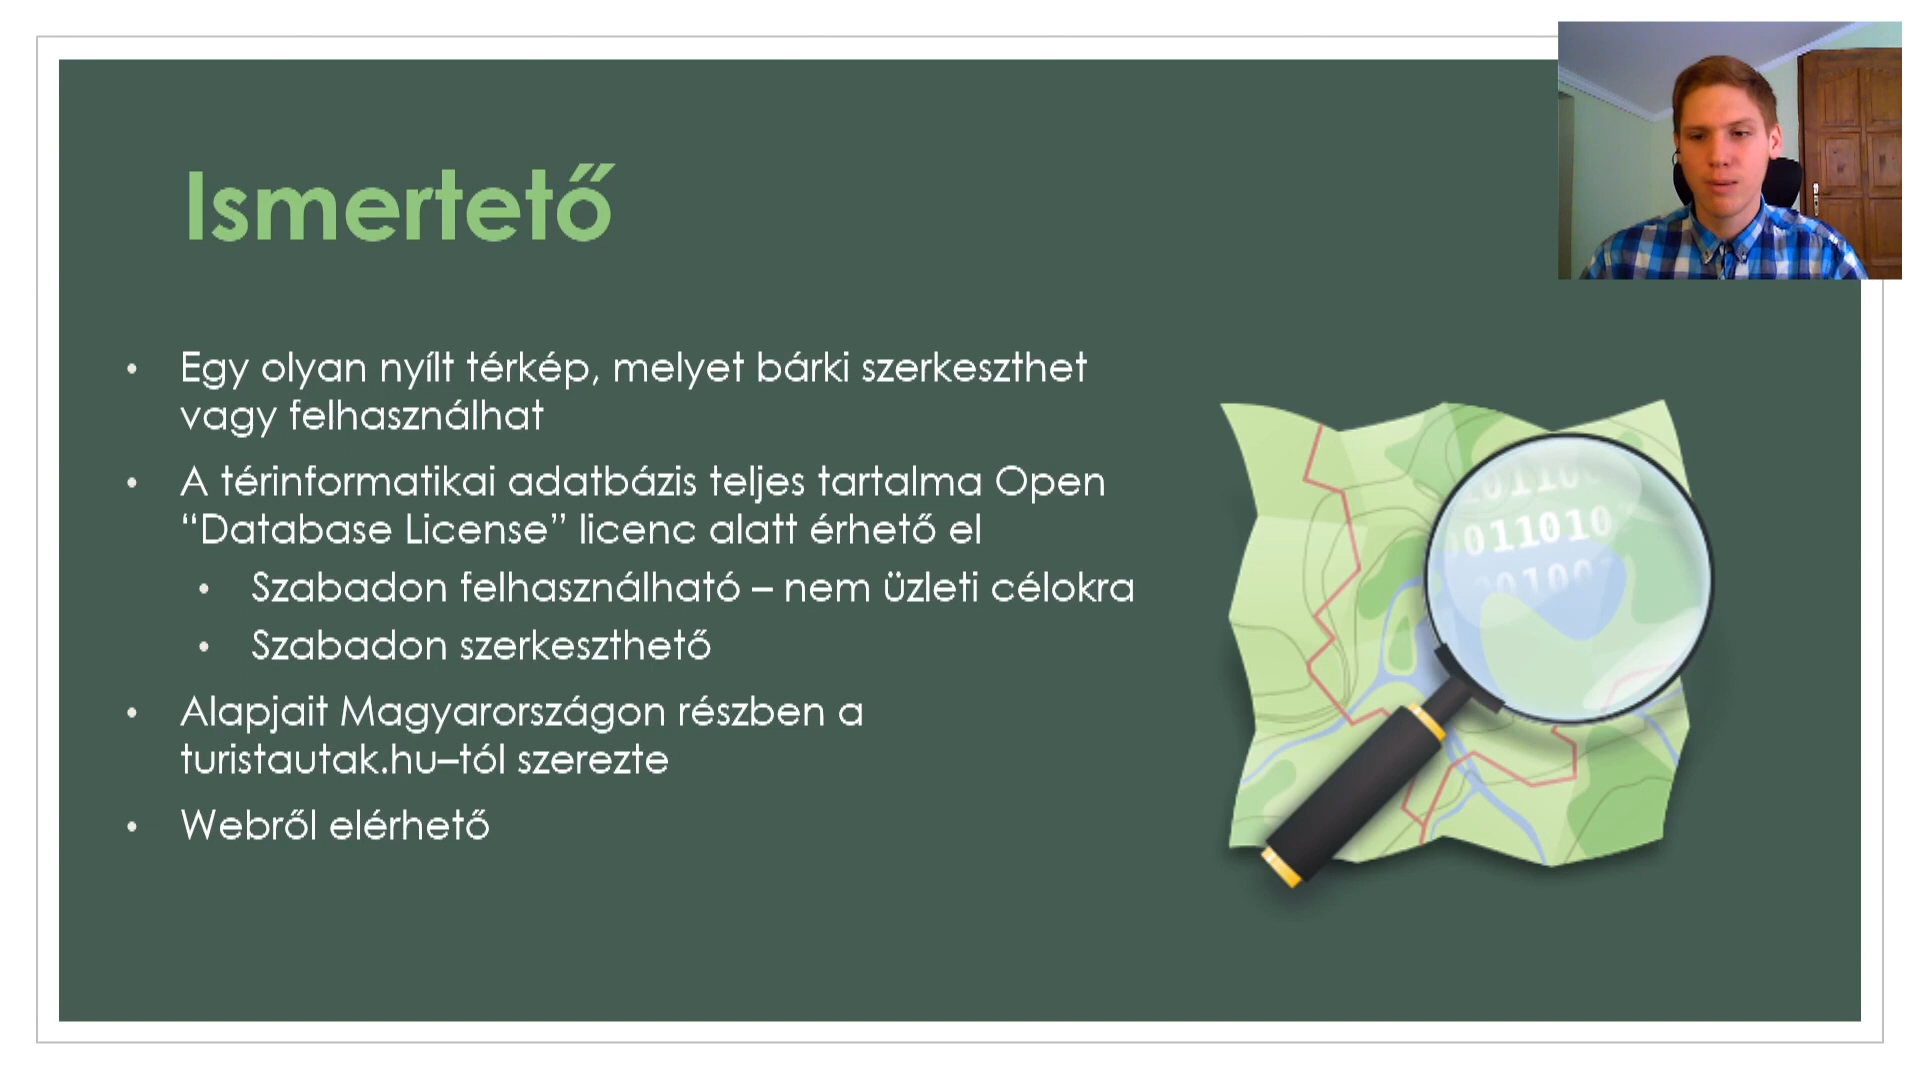 Ismertető
• Egy olyan nyílt térkép, melyet bárki szerkeszthet
vagy felhasználhat
• A térinformatikai adatbázis teljes tartalma Open
“Database License” licenc alatt érhető el
• Szabadon felhasználható – nem üzleti célokra
• Szabadon szerkeszthető
• Alapjait Magyarországon részben a
turistautak.hu–tól szerezte
• Webről elérhető
011010